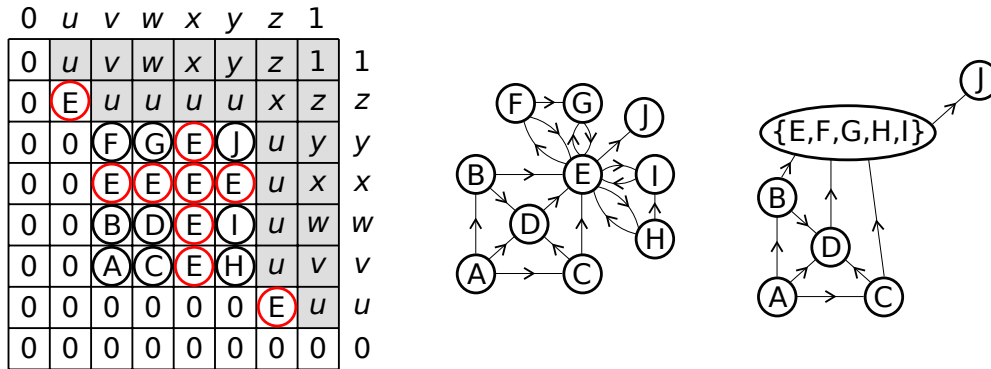 0 u v w x y z 1
0 u v w x y z 1 1
0 E u u u u x z z
0 0 F G E J u y y
0 0 E E E E u x x
0 0 B D E I u w w
0 0 A C E H u v v
0 0 0 0 0 0 E u u
0 0 0 0 0 0 0 0 0
F G J
B E I
D H
A C
J
{E,F,G,H,I}
B
D
A C